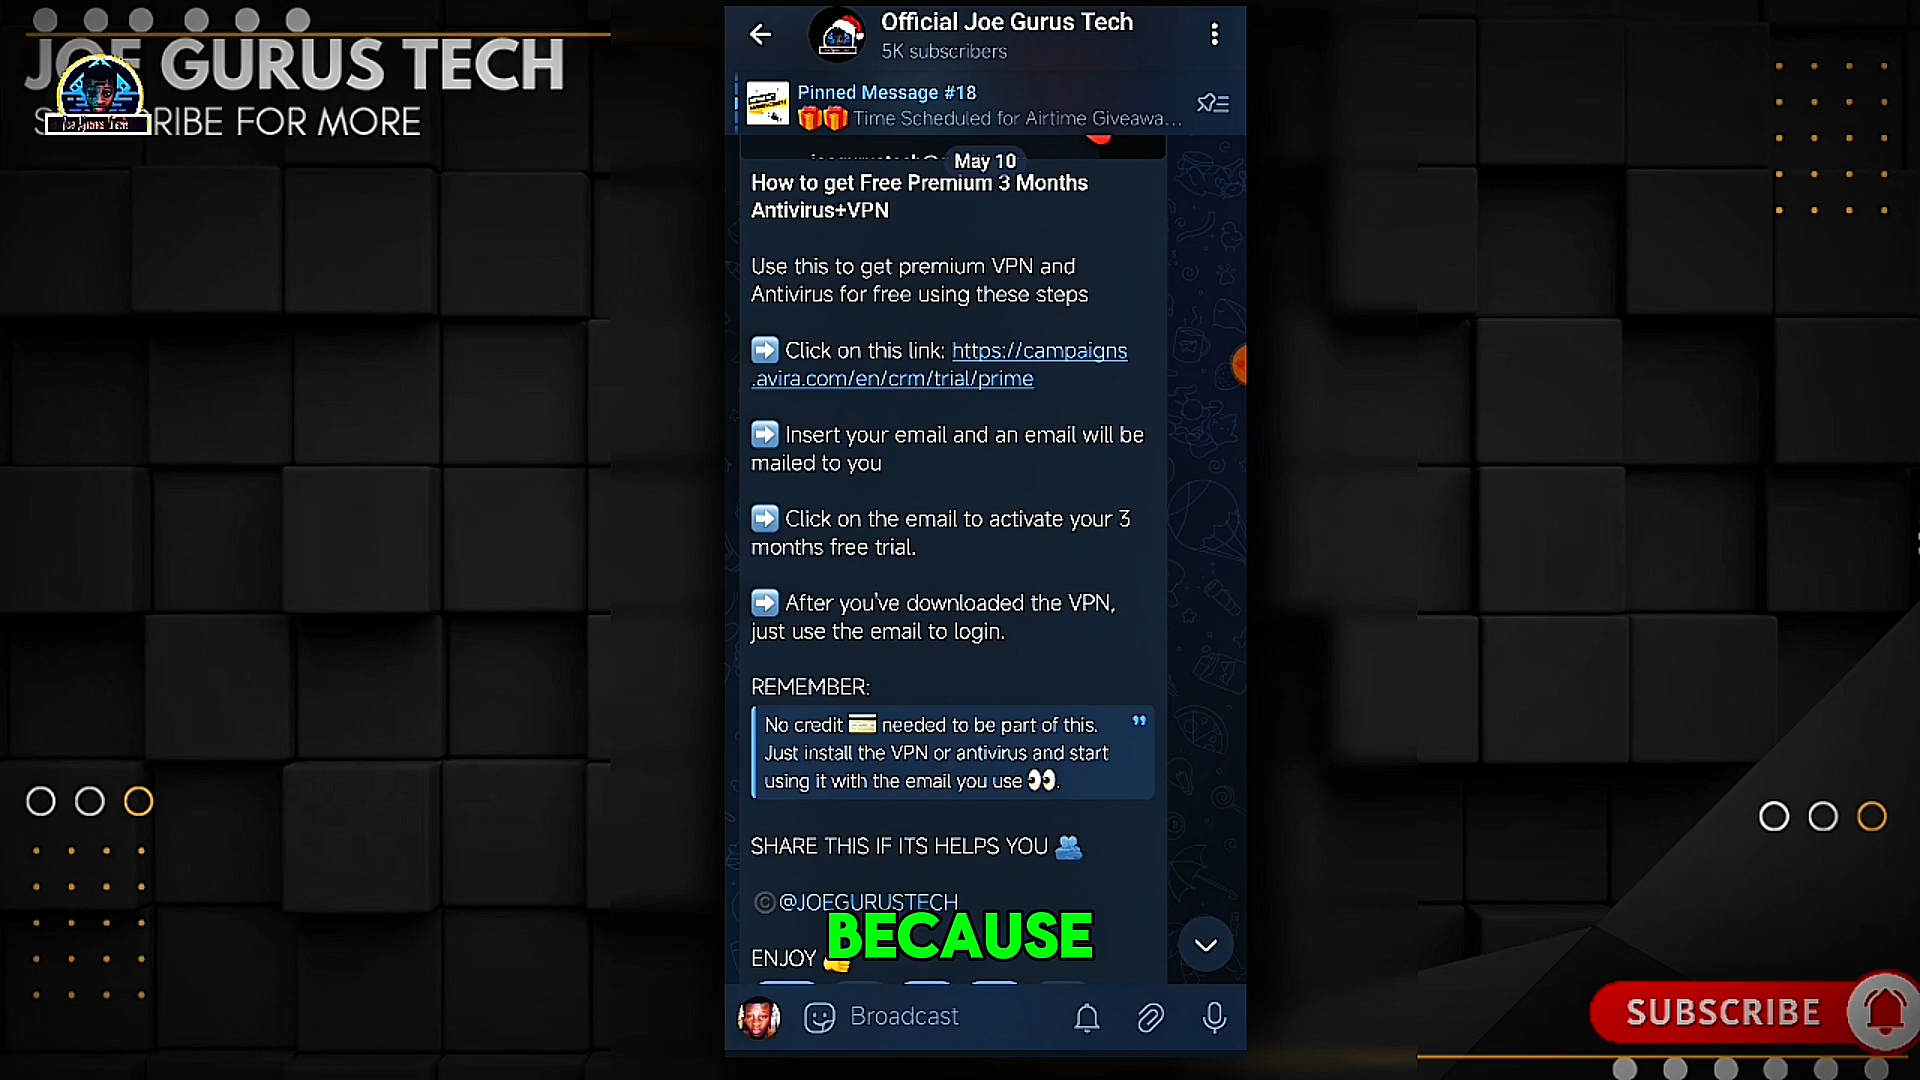 JOE GURUS TECH
SUBSCRIBE FOR MORE
Joe Gurus Tech
Official Joe Gurus Tech
5K subscribers
Pinned Message #18
🎁🎁 Time Scheduled for Airtime Giveawa...
May 10
How to get Free Premium 3 Months
Antivirus+VPN
Use this to get premium VPN and
Antivirus for free using these steps
➡️ Click on this link: https://campaigns
.avira.com/en/crm/trial/prime
➡️ Insert your email and an email will be
mailed to you
➡️ Click on the email to activate your 3
months free trial.
➡️ After you've downloaded the VPN,
just use the email to login.
REMEMBER:
No credit 💳 needed to be part of this.
Just install the VPN or antivirus and start
using it with the email you use 👀.
SHARE THIS IF ITS HELPS YOU 🫂
©️@JOEGURUSTECH
BECAUSE
ENJOY
Broadcast
SUBSCRIBE